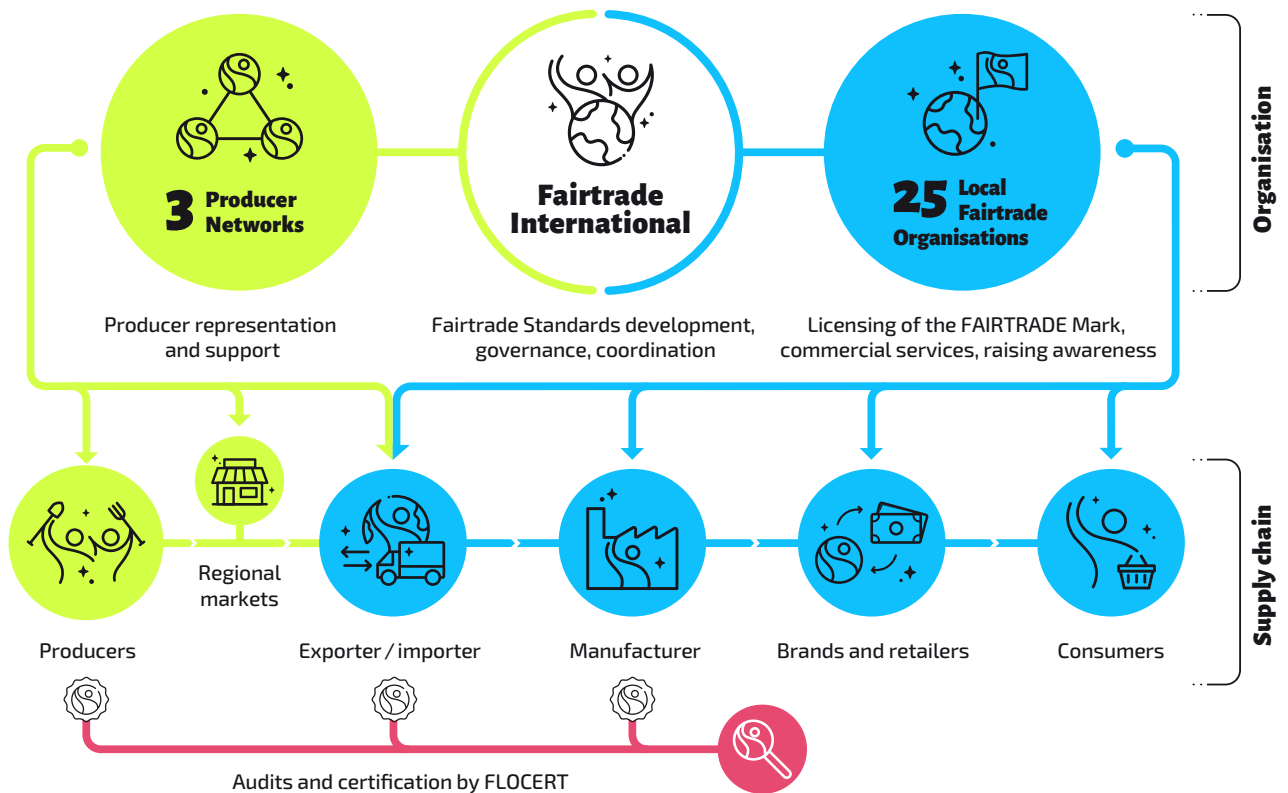 3 Producer
Networks
Fairtrade
International
25 Local
Fairtrade
Organisations
Organisation
Producer representation
and support
Fairtrade Standards development,
governance, coordination
Licensing of the FAIRTRADE Mark,
commercial services, raising awareness
Regional
markets
Producers
Exporter / importer
Manufacturer
Brands and retailers
Consumers
Supply chain
Audits and certification by FLOCERT